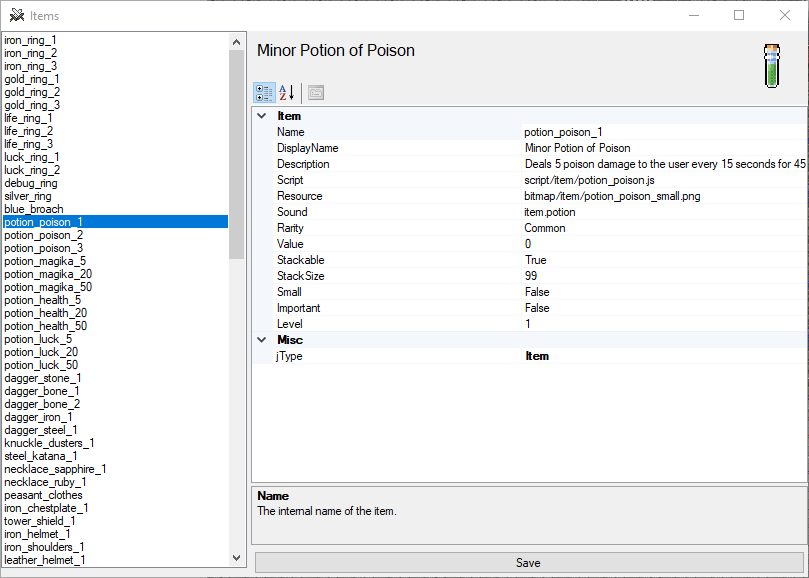 Items
iron_ring_1
iron_ring_2
iron_ring_3
gold_ring_1
gold_ring_2
gold_ring_3
life_ring_1
life_ring_2
life_ring_3
luck_ring_1
luck_ring_2
debug_ring
silver_ring
blue_broach
potion_poison_1
potion_poison_2
potion_poison_3
potion_magika_5
potion_magika_20
potion_magika_50
potion_health_5
potion_health_20
potion_health_50
potion_luck_5
potion_luck_20
potion_luck_50
dagger_stone_1
dagger_bone_1
dagger_bone_2
dagger_iron_1
dagger_steel_1
knuckle_dusters_1
steel_katana_1
necklace_sapphire_1
necklace_ruby_1
peasant_clothes
iron_chestplate_1
tower_shield_1
iron_helmet_1
iron_shoulders_1
leather_helmet_1
Minor Potion of Poison
A
Z
Item
Name potion_poison_1
DisplayName Minor Potion of Poison
Description Deals 5 poison damage to the user every 15 seconds for 45
Script script/item/potion_poison.js
Resource bitmap/item/potion_poison_small.png
Sound item.potion
Rarity Common
Value 0
Stackable True
StackSize 99
Small False
Important False
Level 1
Misc
jType Item
Name
The internal name of the item.
Save